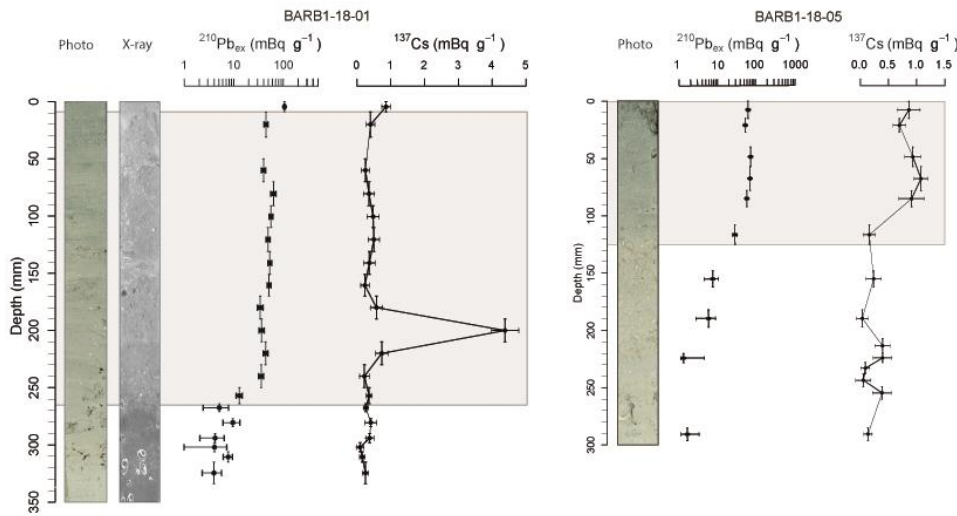 BARB1-18-01
Photo
X-ray
²¹⁰Pbₑₓ (mBq g⁻¹)
¹³⁷Cs (mBq g⁻¹)
1 10 100
0 1 2 3 4 5
Depth (mm)
0
50
100
150
200
250
300
350
BARB1-18-05
Photo
²¹⁰Pbₑₓ (mBq g⁻¹)
¹³⁷Cs (mBq g⁻¹)
1 10 100 1000
0.0 0.5 1.0 1.5
Depth (mm)
0
50
100
150
200
250
300